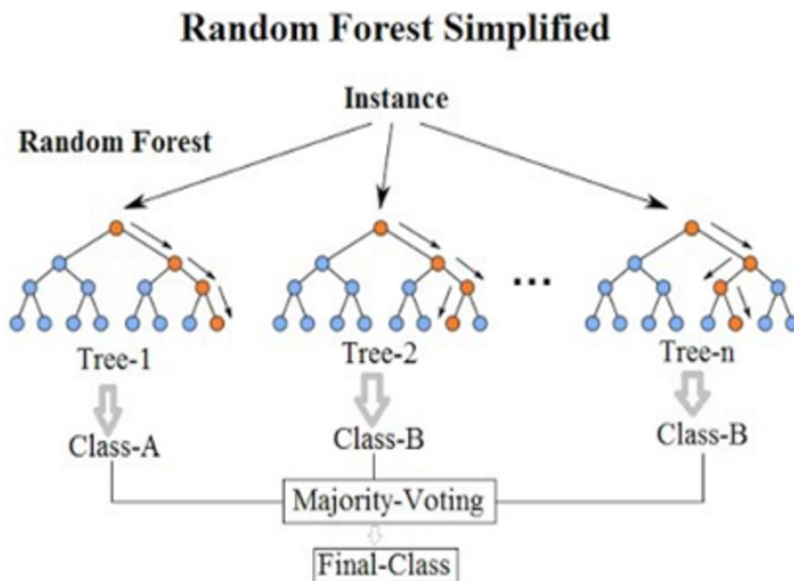 Random Forest Simplified
Instance
Random Forest
...
Tree-1
Tree-2
Tree-n
Class-A
Class-B
Class-B
Majority-Voting
Final-Class